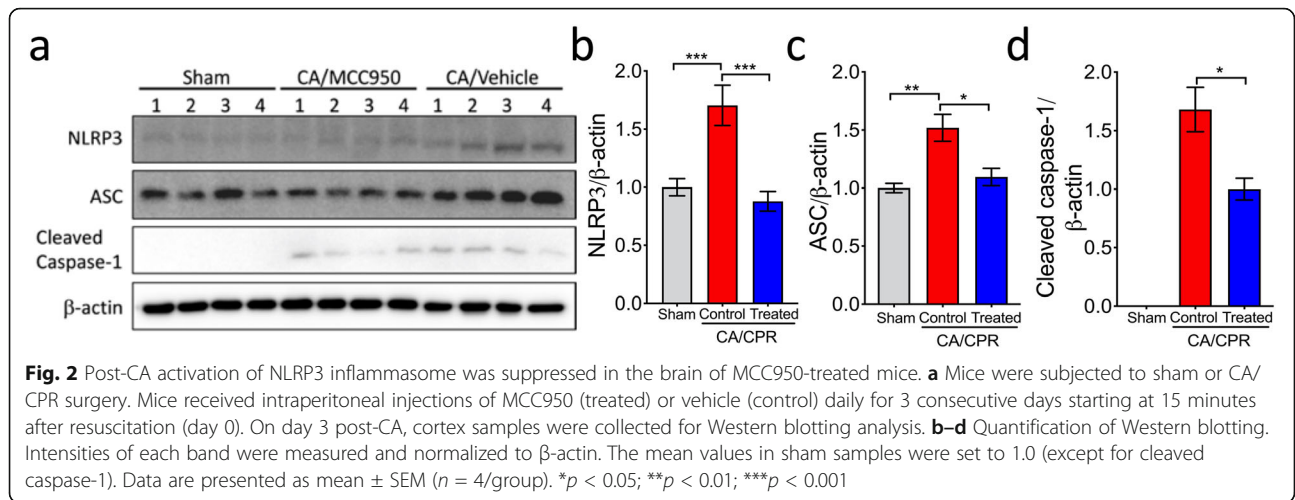 a
Sham CA/MCC950 CA/Vehicle
1 2 3 4 1 2 3 4 1 2 3 4
NLRP3
ASC
Cleaved
Caspase-1
β-actin
b
*** ***
NLRP3/β-actin
2.0
1.5
1.0
0.5
0.0
Sham Control Treated
CA/CPR
c
** *
ASC/β-actin
2.0
1.5
1.0
0.5
0.0
Sham Control Treated
CA/CPR
d
*
Cleaved caspase-1/
β-actin
2.0
1.5
1.0
0.5
0.0
Sham Control Treated
CA/CPR
Fig. 2 Post-CA activation of NLRP3 inflammasome was suppressed in the brain of MCC950-treated mice. a Mice were subjected to sham or CA/
CPR surgery. Mice received intraperitoneal injections of MCC950 (treated) or vehicle (control) daily for 3 consecutive days starting at 15 minutes
after resuscitation (day 0). On day 3 post-CA, cortex samples were collected for Western blotting analysis. b–d Quantification of Western blotting.
Intensities of each band were measured and normalized to β-actin. The mean values in sham samples were set to 1.0 (except for cleaved
caspase-1). Data are presented as mean ± SEM (n = 4/group). *p < 0.05; **p < 0.01; ***p < 0.001